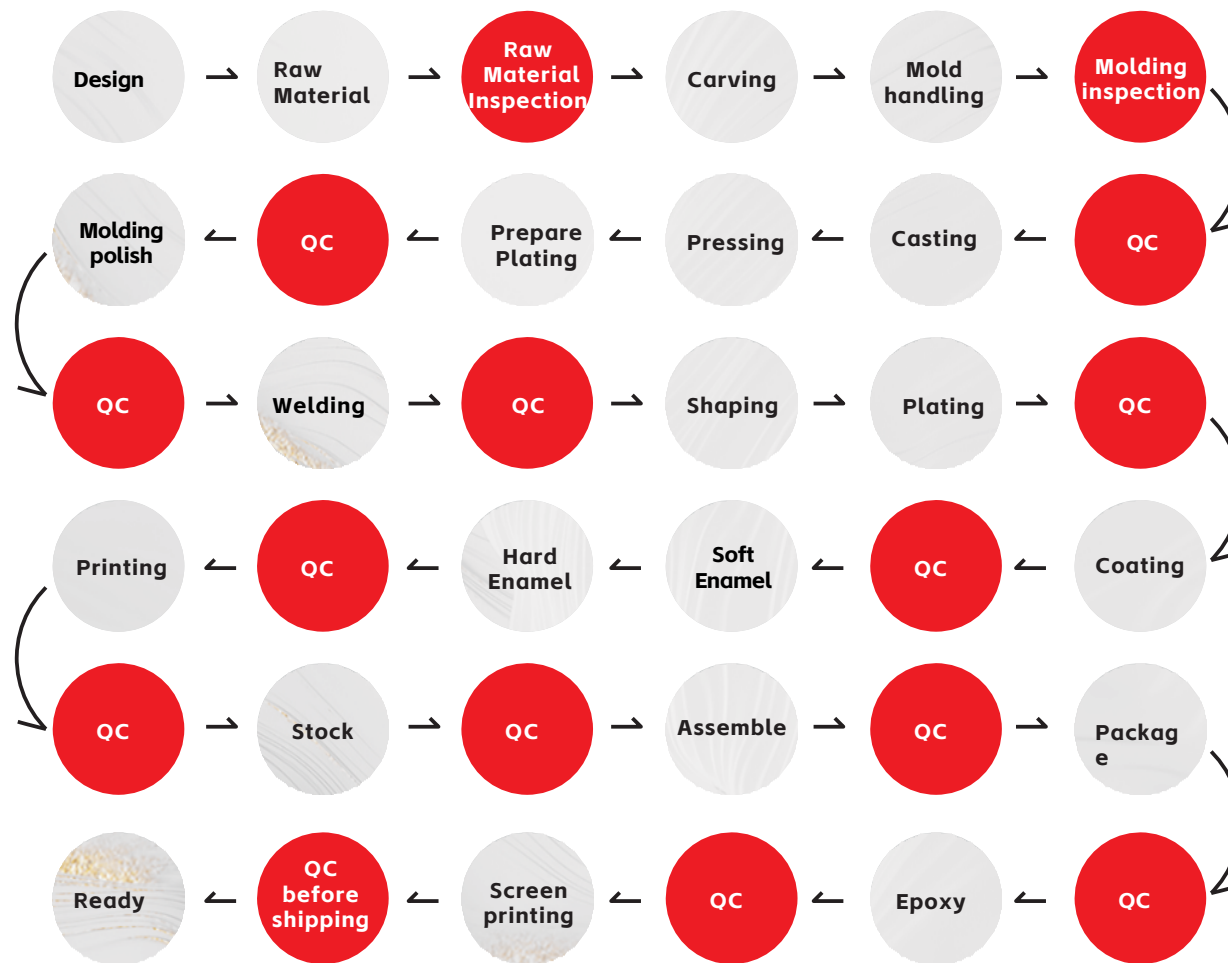 Design
Raw
Material
Raw
Material
Inspection
Carving
Mold
handling
Molding
inspection
QC
Casting
Pressing
Prepare
Plating
QC
Molding
polish
QC
Welding
QC
Shaping
Plating
QC
Coating
QC
Soft
Enamel
Hard
Enamel
QC
Printing
QC
Stock
QC
Assemble
QC
Packag
e
QC
Epoxy
QC
Screen
printing
QC
before
shipping
Ready